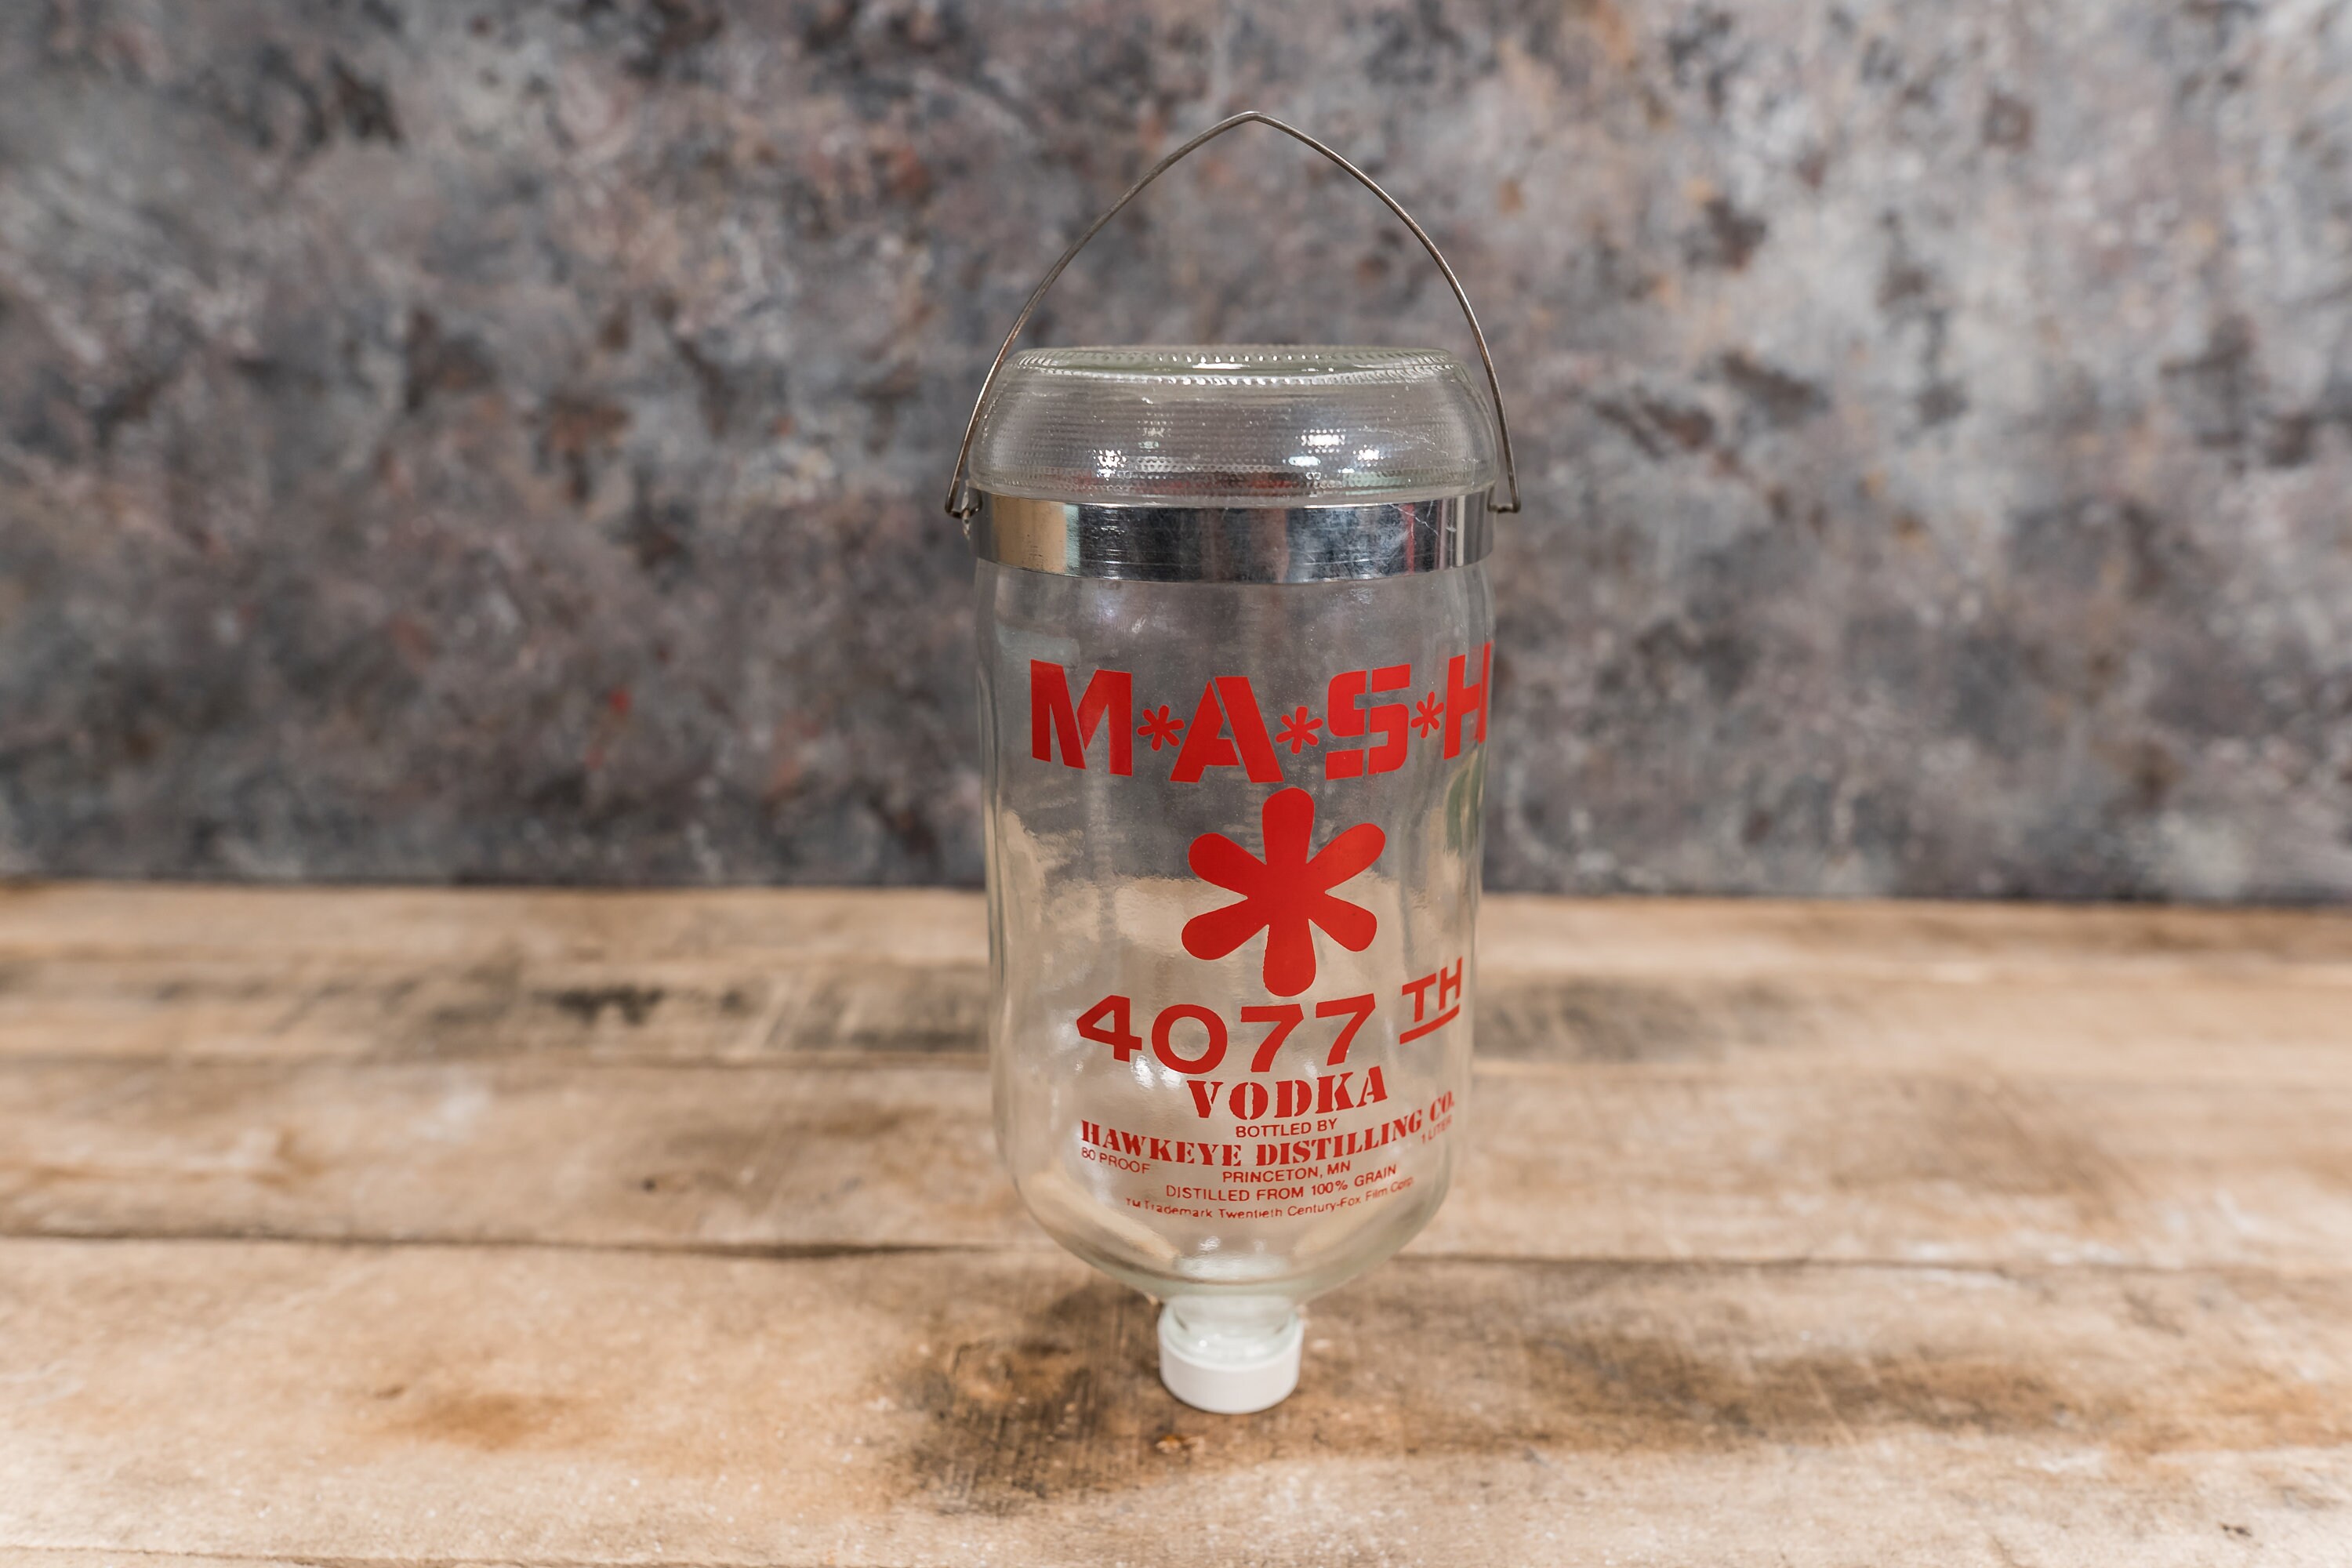 M*A*S*H
4077TH
VODKA
BOTTLED BY
HAWKEYE DISTILLING CO.
80 PROOF PRINCETON, MN 1 LITER
DISTILLED FROM 100% GRAIN
TM Trademark Twentieth Century-Fox Film Corp.